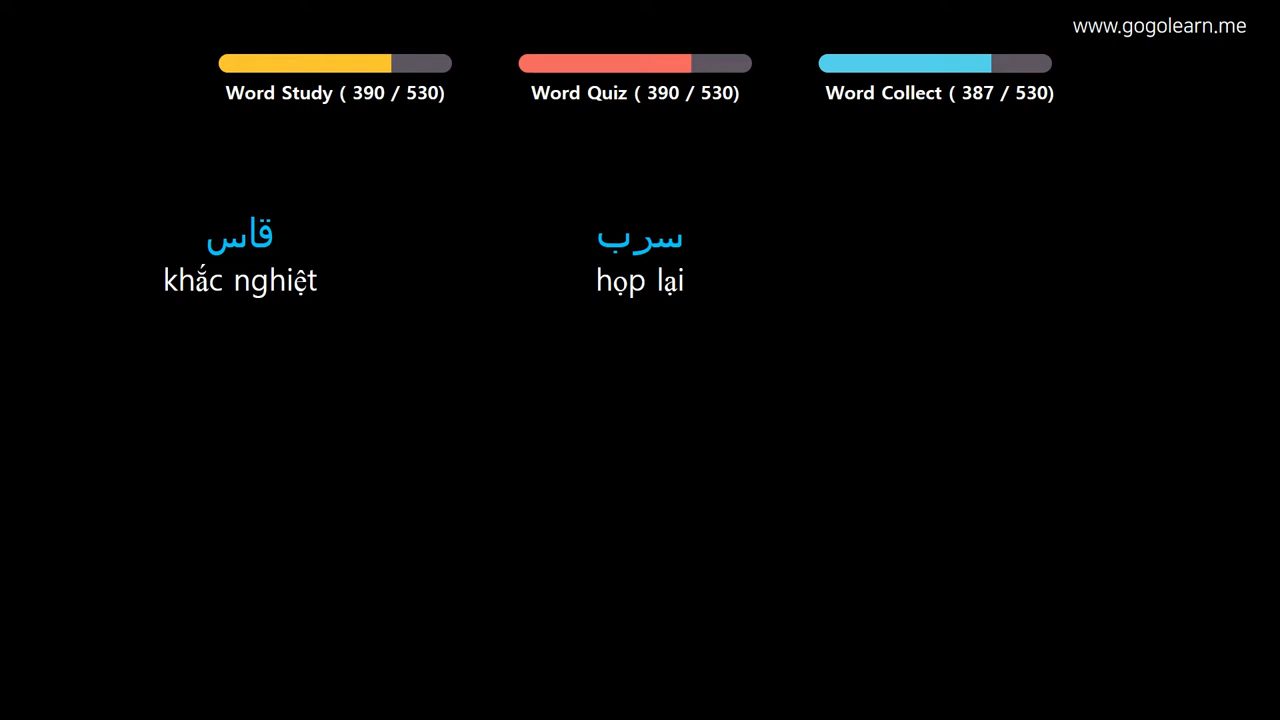 www.gogolearn.me
Word Study ( 390 / 530)
Word Quiz ( 390 / 530)
Word Collect ( 387 / 530)
قاس
khắc nghiệt
سرب
họp lại